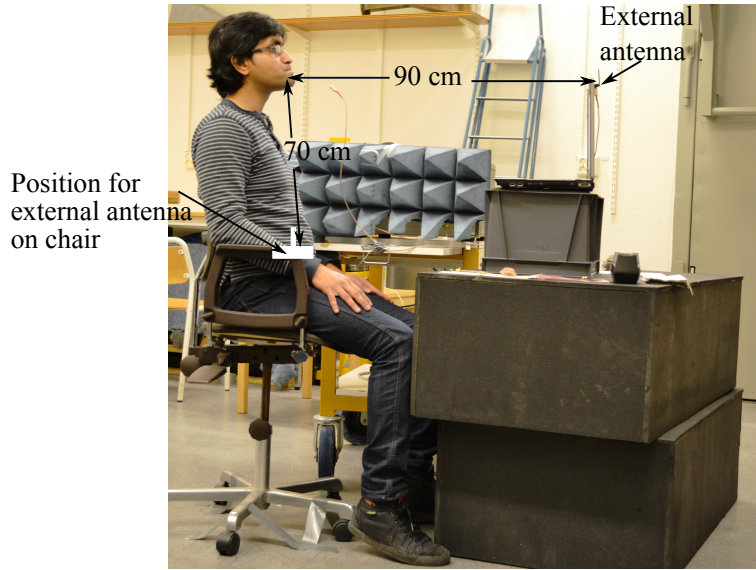 External
antenna
90 cm
70 cm
Position for
external antenna
on chair